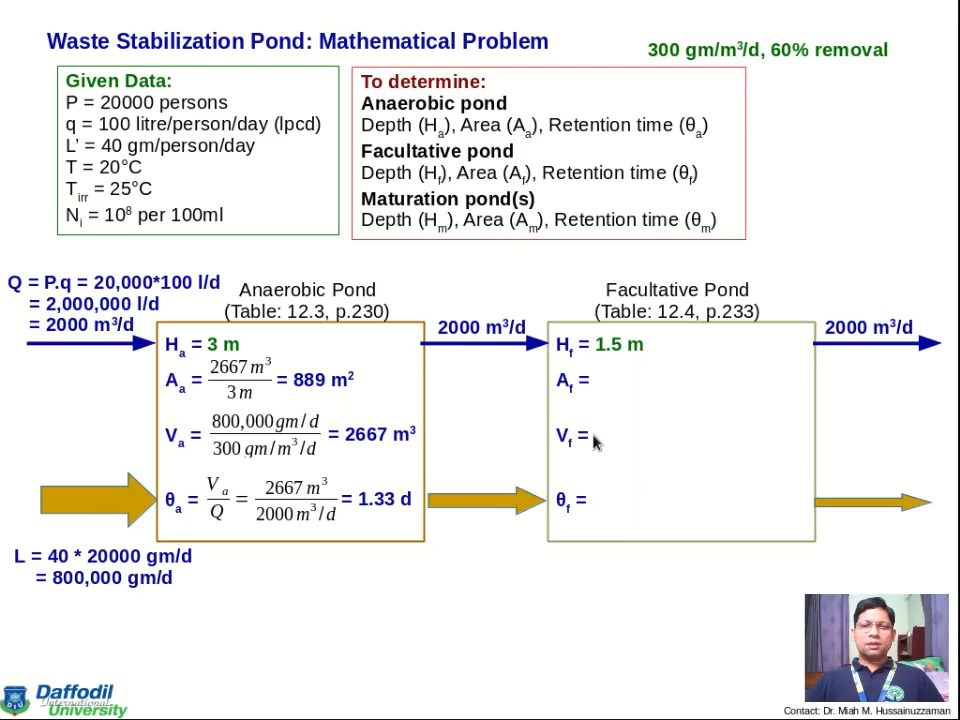 Waste Stabilization Pond: Mathematical Problem
300 gm/m³/d, 60% removal
Given Data:
P = 20000 persons
q = 100 litre/person/day (lpcd)
L' = 40 gm/person/day
T = 20°C
Tirr = 25°C
Ni = 10⁸ per 100ml
To determine:
Anaerobic pond
Depth (Ha), Area (Aa), Retention time (θa)
Facultative pond
Depth (Hf), Area (Af), Retention time (θf)
Maturation pond(s)
Depth (Hm), Area (Am), Retention time (θm)
Q = P.q = 20,000*100 l/d
= 2,000,000 l/d
= 2000 m³/d
Anaerobic Pond
(Table: 12.3, p.230)
Ha = 3 m
Aa = 2667 m³ / 3 m = 889 m²
Va = 800,000 gm/d / 300 gm/m³/d = 2667 m³
θa = Va / Q = 2667 m³ / 2000 m³/d = 1.33 d
2000 m³/d
Facultative Pond
(Table: 12.4, p.233)
Hf = 1.5 m
Af =
Vf =
θf =
2000 m³/d
L = 40 * 20000 gm/d
= 800,000 gm/d
Daffodil
International
University
DIU
Contact: Dr. Miah M. Hussainuzzaman